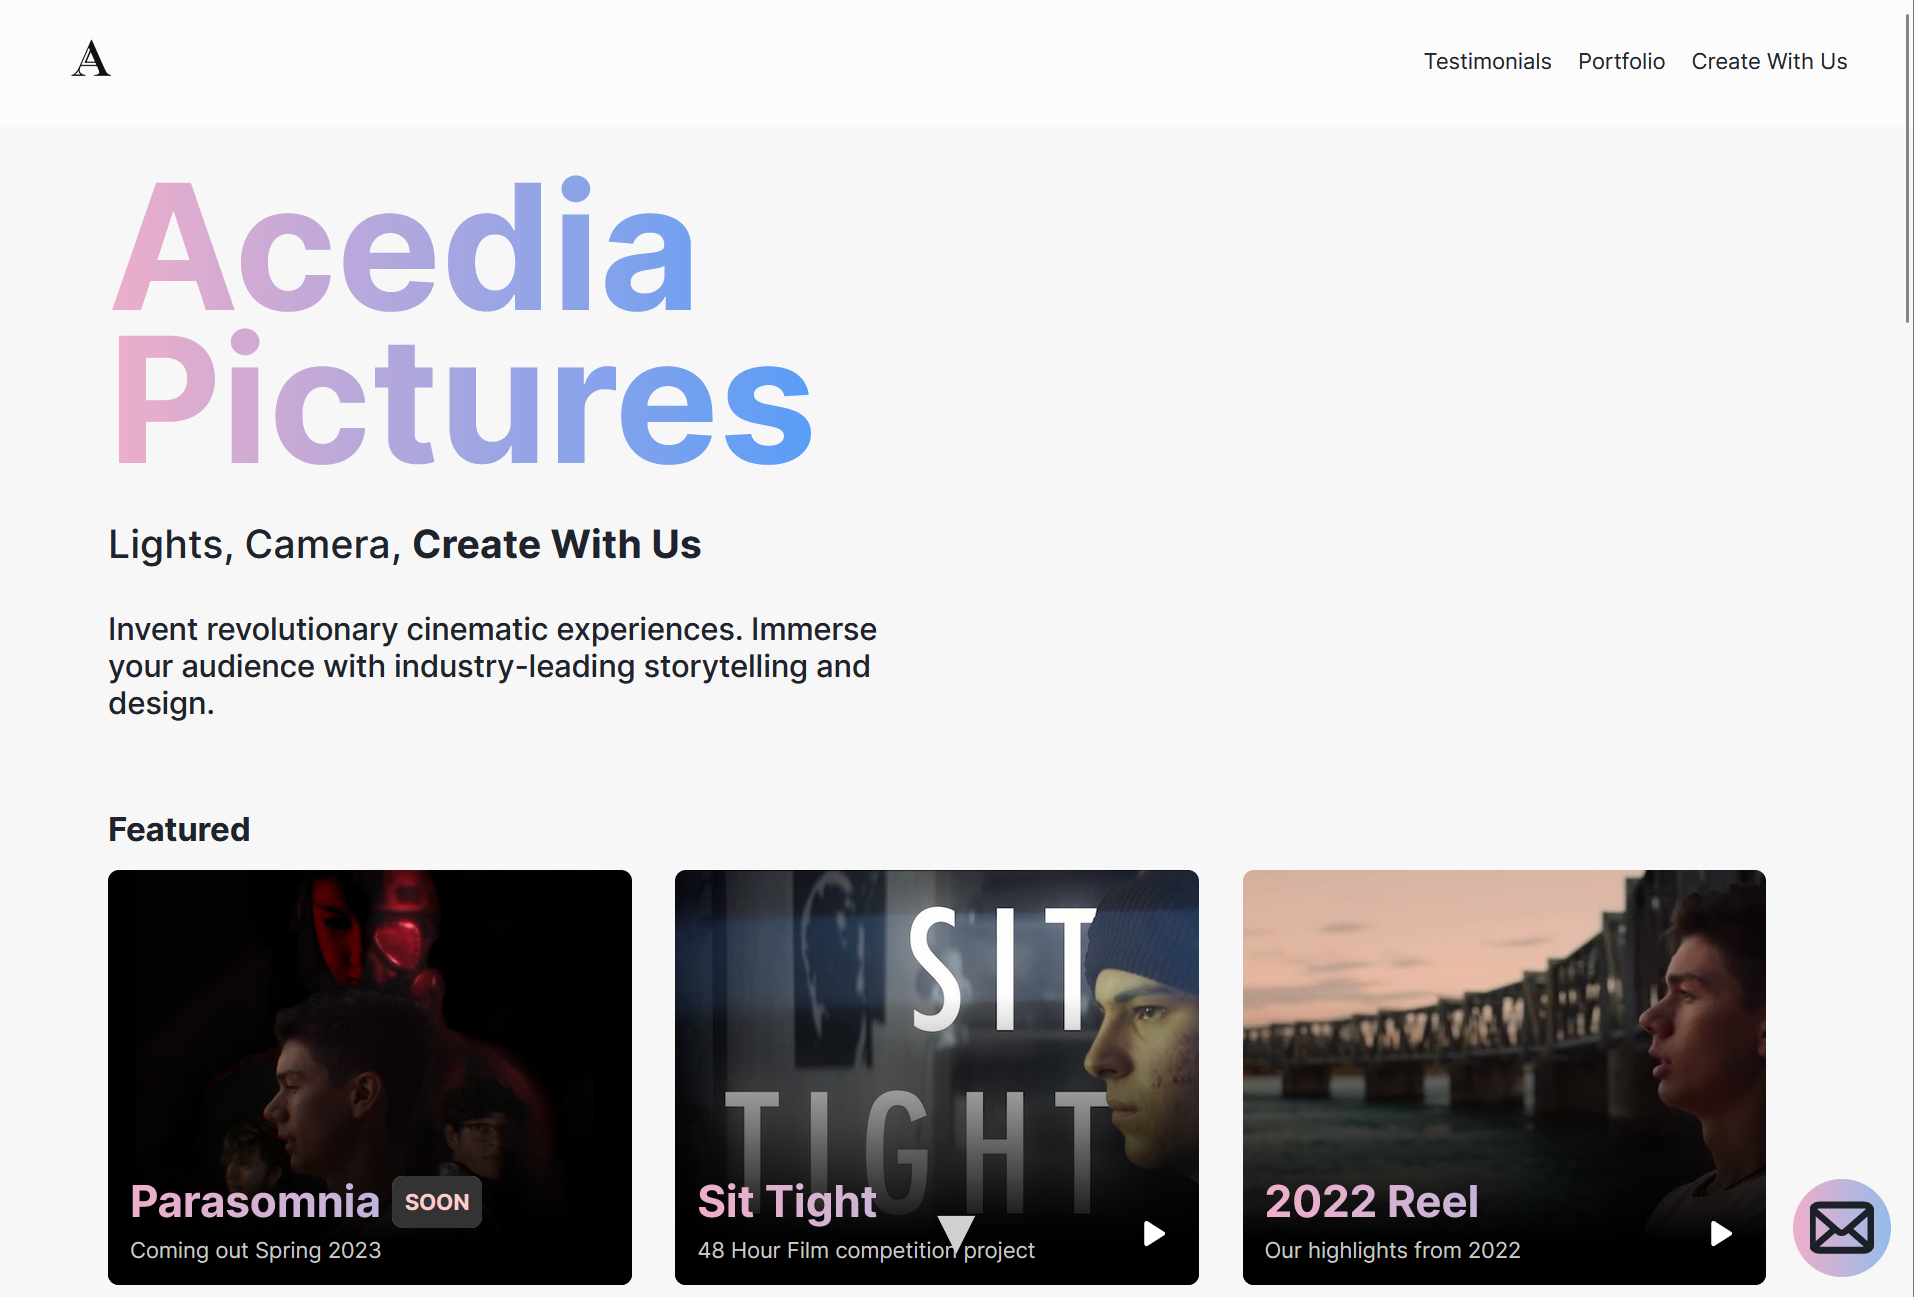 A
Testimonials Portfolio Create With Us
Acedia
Pictures
Lights, Camera, Create With Us
Invent revolutionary cinematic experiences. Immerse
your audience with industry-leading storytelling and
design.
Featured
SIT
TIGHT
Parasomnia SOON
Coming out Spring 2023
Sit Tight
48 Hour Film competition project
2022 Reel
Our highlights from 2022